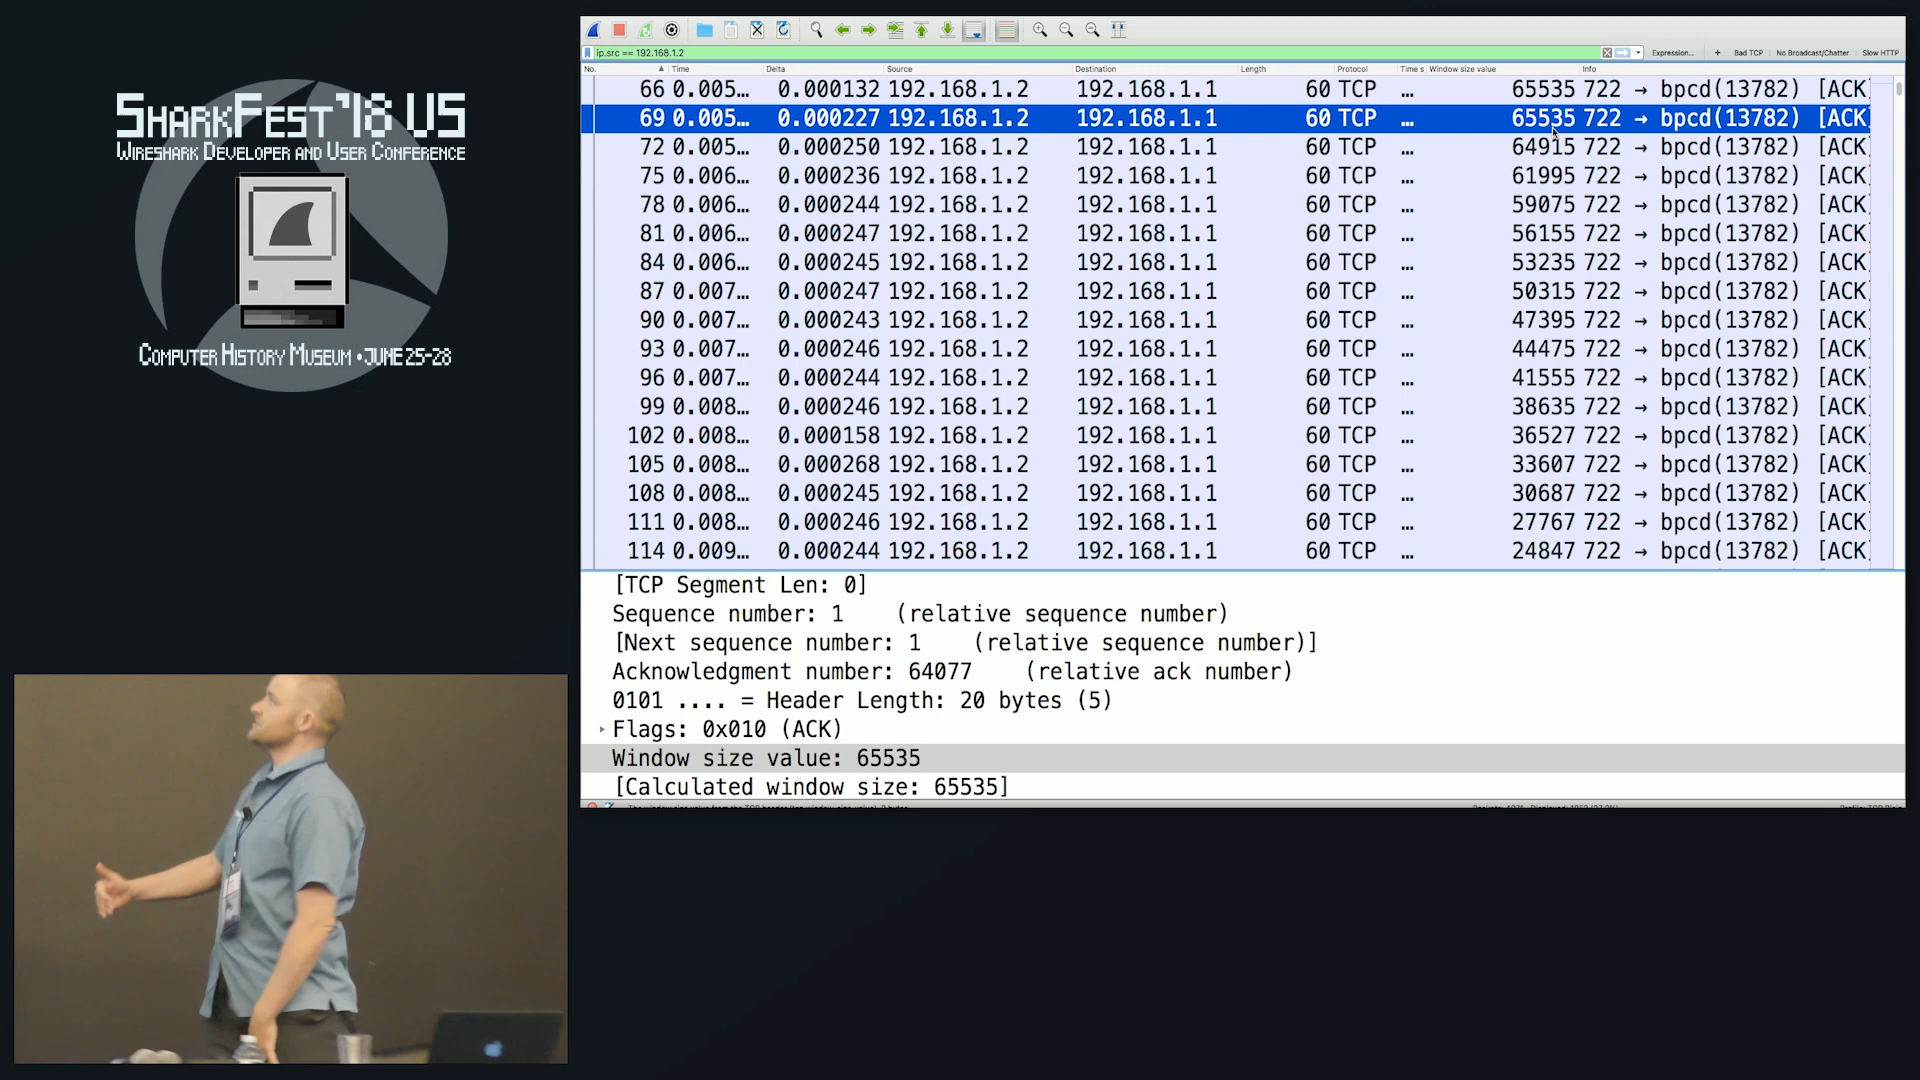 SHARKFEST '18 US
WIRESHARK DEVELOPER AND USER CONFERENCE
COMPUTER HISTORY MUSEUM • JUNE 25-28
ip.src == 192.168.1.2 Expression... + Bad TCP No Broadcast/Chatter Slow HTTP
No. Time Delta Source Destination Length Protocol Time s Window size value Info
66 0.005… 0.000132 192.168.1.2 192.168.1.1 60 TCP … 65535 722 → bpcd(13782) [ACK]
69 0.005… 0.000227 192.168.1.2 192.168.1.1 60 TCP … 65535 722 → bpcd(13782) [ACK
72 0.005… 0.000250 192.168.1.2 192.168.1.1 60 TCP … 64915 722 → bpcd(13782) [ACK]
75 0.006… 0.000236 192.168.1.2 192.168.1.1 60 TCP … 61995 722 → bpcd(13782) [ACK]
78 0.006… 0.000244 192.168.1.2 192.168.1.1 60 TCP … 59075 722 → bpcd(13782) [ACK]
81 0.006… 0.000247 192.168.1.2 192.168.1.1 60 TCP … 56155 722 → bpcd(13782) [ACK]
84 0.006… 0.000245 192.168.1.2 192.168.1.1 60 TCP … 53235 722 → bpcd(13782) [ACK]
87 0.007… 0.000247 192.168.1.2 192.168.1.1 60 TCP … 50315 722 → bpcd(13782) [ACK]
90 0.007… 0.000243 192.168.1.2 192.168.1.1 60 TCP … 47395 722 → bpcd(13782) [ACK]
93 0.007… 0.000246 192.168.1.2 192.168.1.1 60 TCP … 44475 722 → bpcd(13782) [ACK]
96 0.007… 0.000244 192.168.1.2 192.168.1.1 60 TCP … 41555 722 → bpcd(13782) [ACK]
99 0.008… 0.000246 192.168.1.2 192.168.1.1 60 TCP … 38635 722 → bpcd(13782) [ACK]
102 0.008… 0.000158 192.168.1.2 192.168.1.1 60 TCP … 36527 722 → bpcd(13782) [ACK]
105 0.008… 0.000268 192.168.1.2 192.168.1.1 60 TCP … 33607 722 → bpcd(13782) [ACK]
108 0.008… 0.000245 192.168.1.2 192.168.1.1 60 TCP … 30687 722 → bpcd(13782) [ACK]
111 0.008… 0.000246 192.168.1.2 192.168.1.1 60 TCP … 27767 722 → bpcd(13782) [ACK]
114 0.009… 0.000244 192.168.1.2 192.168.1.1 60 TCP … 24847 722 → bpcd(13782) [ACK]
[TCP Segment Len: 0]
Sequence number: 1 (relative sequence number)
[Next sequence number: 1 (relative sequence number)]
Acknowledgment number: 64077 (relative ack number)
0101 .... = Header Length: 20 bytes (5)
Flags: 0x010 (ACK)
Window size value: 65535
[Calculated window size: 65535]